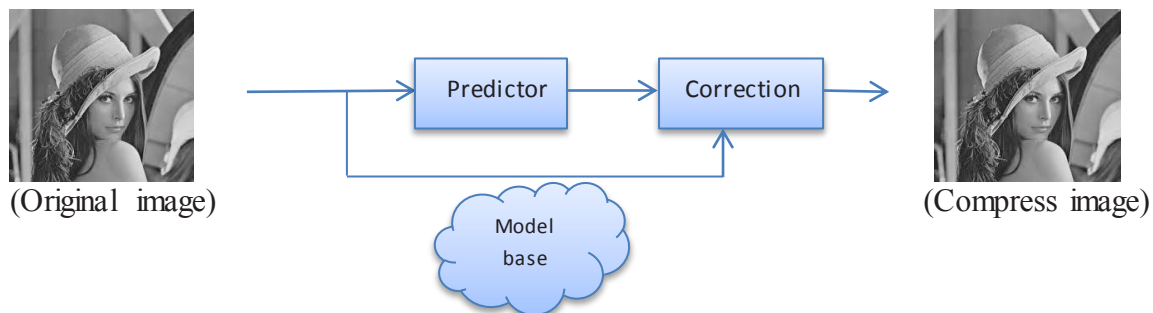 Predictor
Correction
(Original image)
(Compress image)
Model
base